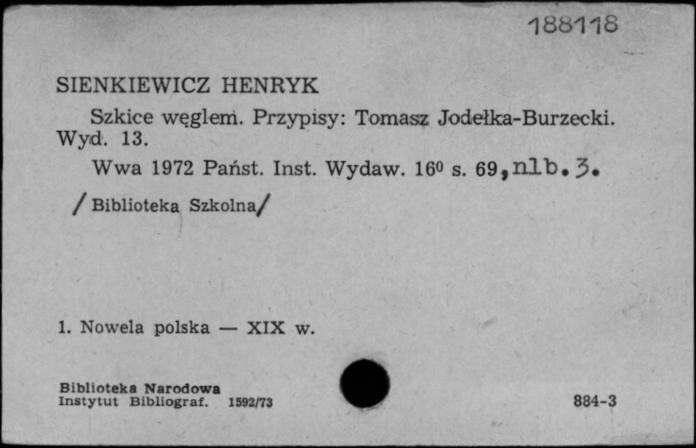 188118
SIENKIEWICZ HENRYK
Szkice węglem. Przypisy: Tomasz Jodełka-Burzecki.
Wyd. 13.
Wwa 1972 Państ. Inst. Wydaw. 16⁰ s. 69, nlb. 3.
/ Biblioteka Szkolna/
1. Nowela polska — XIX w.
Biblioteka Narodowa
Instytut Bibliograf. 1592/73
884-3